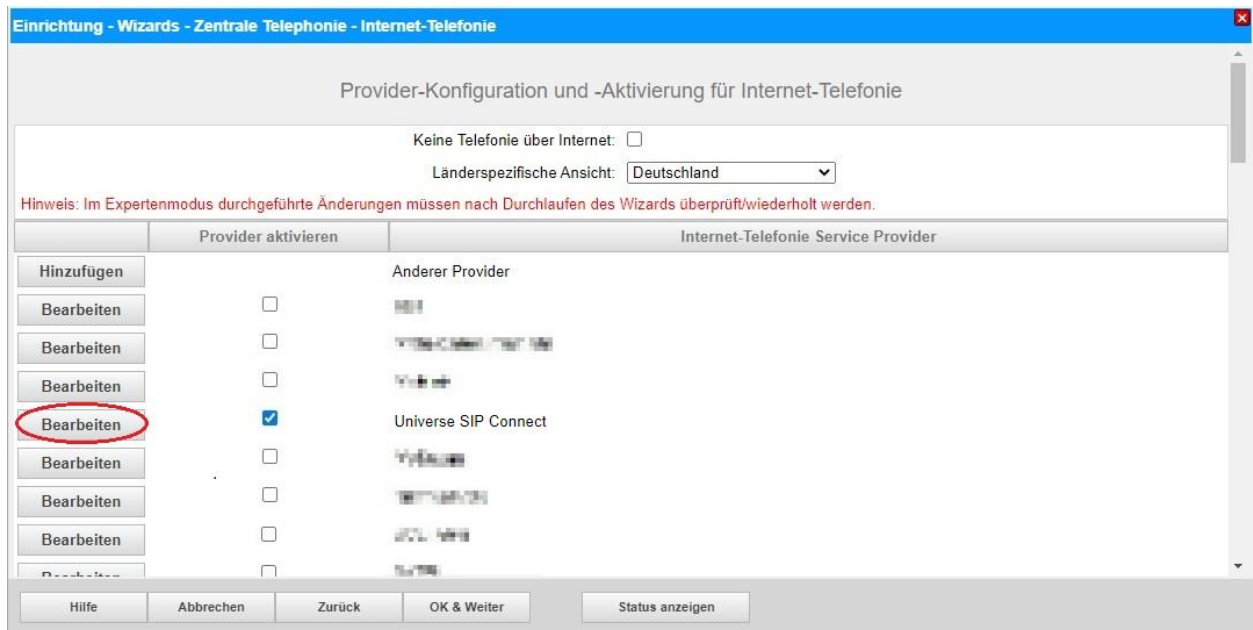 Einrichtung - Wizards - Zentrale Telephonie - Internet-Telefonie
Provider-Konfiguration und -Aktivierung für Internet-Telefonie
Keine Telefonie über Internet:
Länderspezifische Ansicht: Deutschland
Hinweis: Im Expertenmodus durchgeführte Änderungen müssen nach Durchlaufen des Wizards überprüft/wiederholt werden.
Provider aktivieren Internet-Telefonie Service Provider
Hinzufügen Anderer Provider
Bearbeiten
Bearbeiten
Bearbeiten
Bearbeiten Universe SIP Connect
Bearbeiten
Bearbeiten
Bearbeiten
Hilfe Abbrechen Zurück OK & Weiter Status anzeigen